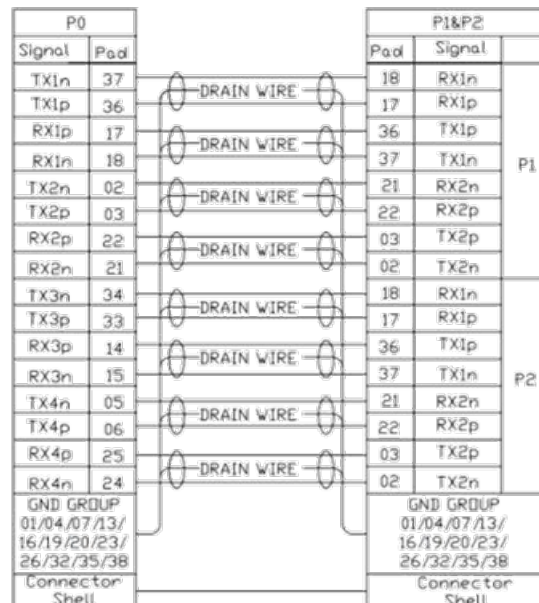 P0 P1&P2
Signal Pad Pad Signal
TX1n 37 DRAIN WIRE 18 RX1n
TX1p 36 17 RX1p
RX1p 17 DRAIN WIRE 36 TX1p
RX1n 18 37 TX1n P1
TX2n 02 DRAIN WIRE 21 RX2n
TX2p 03 22 RX2p
RX2p 22 DRAIN WIRE 03 TX2p
RX2n 21 02 TX2n
TX3n 34 DRAIN WIRE 18 RX1n
TX3p 33 17 RX1p
RX3p 14 DRAIN WIRE 36 TX1p
RX3n 15 37 TX1n P2
TX4n 05 DRAIN WIRE 21 RX2n
TX4p 06 22 RX2p
RX4p 25 DRAIN WIRE 03 TX2p
RX4n 24 02 TX2n
GND GROUP GND GROUP
01/04/07/13/ 01/04/07/13/
16/19/20/23/ 16/19/20/23/
26/32/35/38 26/32/35/38
Connector Connector
Shell Shell